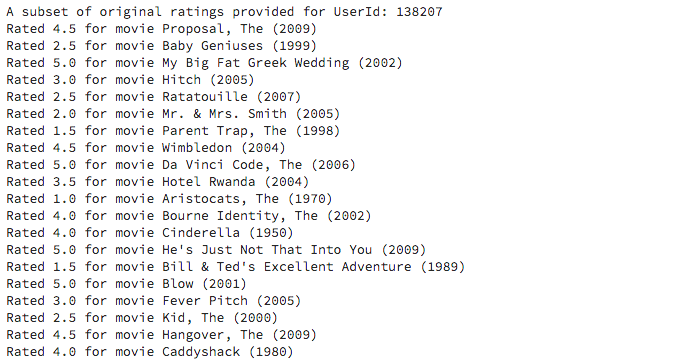 A subset of original ratings provided for UserId: 138207
Rated 4.5 for movie Proposal, The (2009)
Rated 2.5 for movie Baby Geniuses (1999)
Rated 5.0 for movie My Big Fat Greek Wedding (2002)
Rated 3.0 for movie Hitch (2005)
Rated 2.5 for movie Ratatouille (2007)
Rated 2.0 for movie Mr. & Mrs. Smith (2005)
Rated 1.5 for movie Parent Trap, The (1998)
Rated 4.5 for movie Wimbledon (2004)
Rated 5.0 for movie Da Vinci Code, The (2006)
Rated 3.5 for movie Hotel Rwanda (2004)
Rated 1.0 for movie Aristocats, The (1970)
Rated 4.0 for movie Bourne Identity, The (2002)
Rated 4.0 for movie Cinderella (1950)
Rated 5.0 for movie He's Just Not That Into You (2009)
Rated 1.5 for movie Bill & Ted's Excellent Adventure (1989)
Rated 5.0 for movie Blow (2001)
Rated 3.0 for movie Fever Pitch (2005)
Rated 2.5 for movie Kid, The (2000)
Rated 4.5 for movie Hangover, The (2009)
Rated 4.0 for movie Caddyshack (1980)